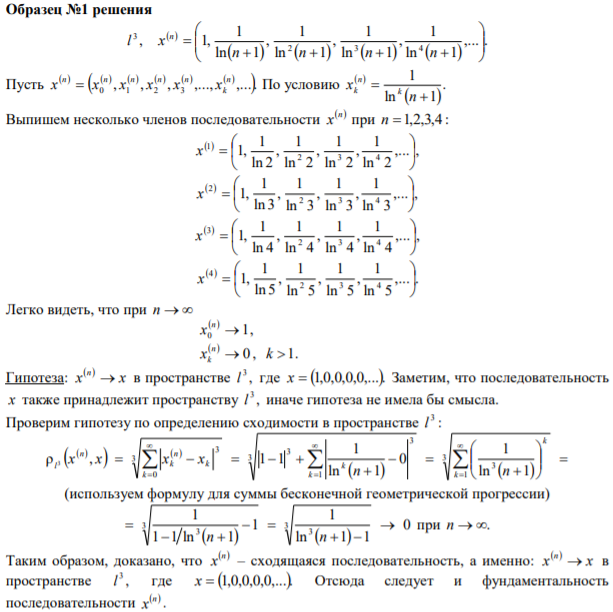 Образец №1 решения
l³, x⁽ⁿ⁾ = (1, 1/ln(n+1), 1/ln²(n+1), 1/ln³(n+1), 1/ln⁴(n+1),...).
Пусть x⁽ⁿ⁾ = (x₀⁽ⁿ⁾, x₁⁽ⁿ⁾, x₂⁽ⁿ⁾, x₃⁽ⁿ⁾,..., xₖ⁽ⁿ⁾,...). По условию xₖ⁽ⁿ⁾ = 1/lnᵏ(n+1).
Выпишем несколько членов последовательности x⁽ⁿ⁾ при n = 1,2,3,4 :
x⁽¹⁾ = (1, 1/ln 2, 1/ln² 2, 1/ln³ 2, 1/ln⁴ 2,...),
x⁽²⁾ = (1, 1/ln 3, 1/ln² 3, 1/ln³ 3, 1/ln⁴ 3,...),
x⁽³⁾ = (1, 1/ln 4, 1/ln² 4, 1/ln³ 4, 1/ln⁴ 4,...),
x⁽⁴⁾ = (1, 1/ln 5, 1/ln² 5, 1/ln³ 5, 1/ln⁴ 5,...).
Легко видеть, что при n → ∞
x₀⁽ⁿ⁾ → 1,
xₖ⁽ⁿ⁾ → 0, k > 1.
Гипотеза: x⁽ⁿ⁾ → x в пространстве l³, где x = (1,0,0,0,0,...). Заметим, что последовательность
x также принадлежит пространству l³, иначе гипотеза не имела бы смысла.
Проверим гипотезу по определению сходимости в пространстве l³ :
ρ_{l³}(x⁽ⁿ⁾, x) = ∛(∑_{k=0}^{∞} |xₖ⁽ⁿ⁾ − xₖ|³) = ∛(|1−1|³ + ∑_{k=1}^{∞} |1/lnᵏ(n+1) − 0|³) = ∛(∑_{k=1}^{∞} (1/ln³(n+1))ᵏ) =
(используем формулу для суммы бесконечной геометрической прогрессии)
= ∛(1/(1−1/ln³(n+1)) − 1) = ∛(1/(ln³(n+1)−1)) → 0 при n → ∞.
Таким образом, доказано, что x⁽ⁿ⁾ – сходящаяся последовательность, а именно: x⁽ⁿ⁾ → x в
пространстве l³, где x = (1,0,0,0,0,...). Отсюда следует и фундаментальность
последовательности x⁽ⁿ⁾.